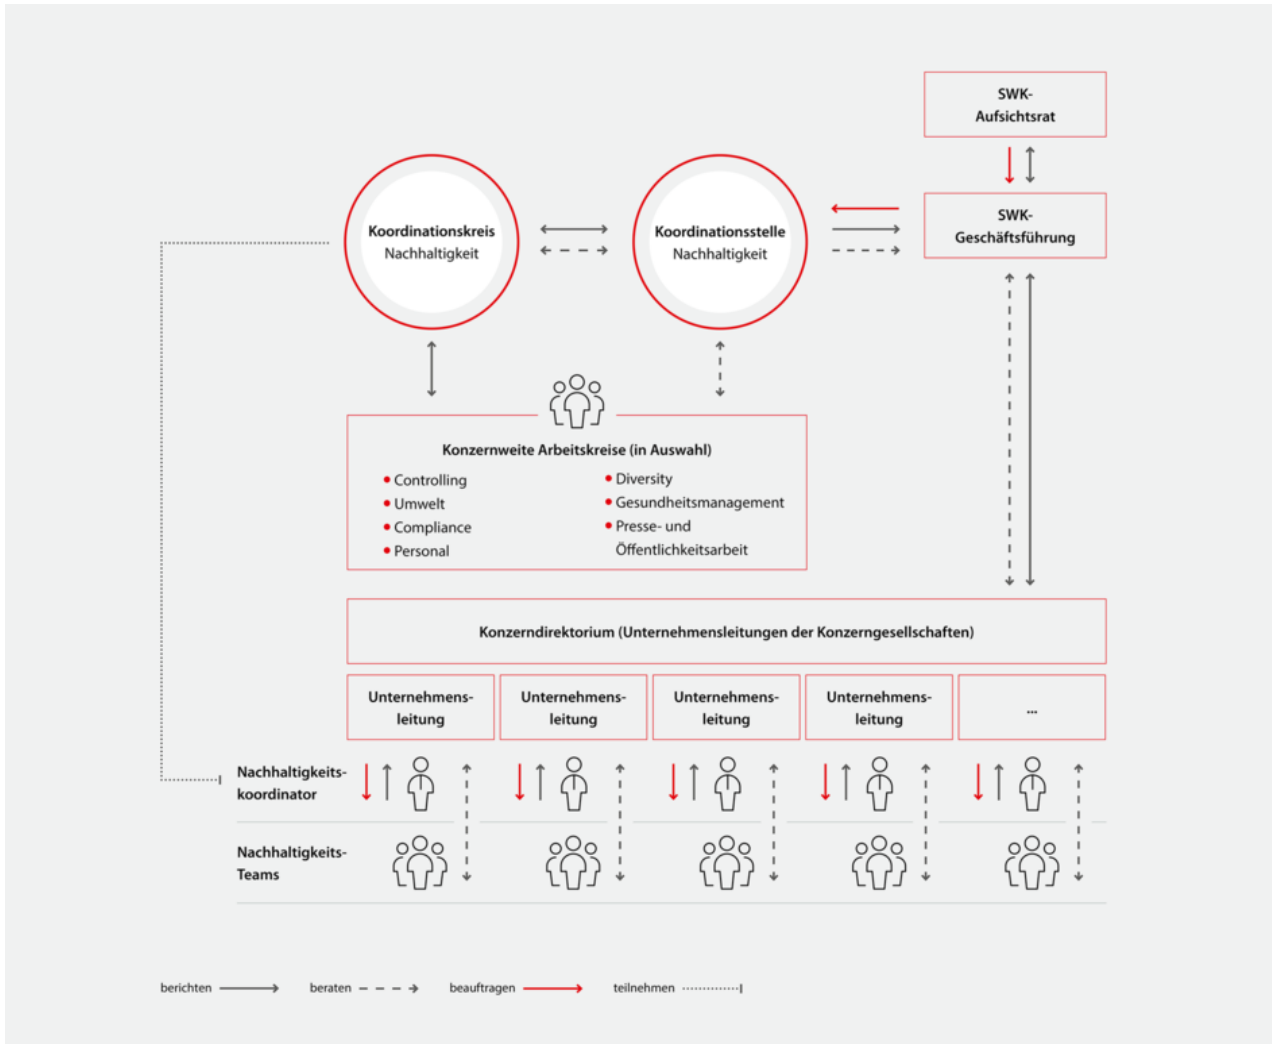 SWK-
Aufsichtsrat
SWK-
Geschäftsführung
Koordinationskreis
Nachhaltigkeit
Koordinationsstelle
Nachhaltigkeit
Konzernweite Arbeitskreise (in Auswahl)
• Controlling
• Umwelt
• Compliance
• Personal
• Diversity
• Gesundheitsmanagement
• Presse- und
Öffentlichkeitsarbeit
Konzerndirektorium (Unternehmensleitungen der Konzerngesellschaften)
Unternehmens-
leitung
Unternehmens-
leitung
Unternehmens-
leitung
Unternehmens-
leitung
...
Nachhaltigkeits-
koordinator
Nachhaltigkeits-
Teams
berichten
beraten
beauftragen
teilnehmen